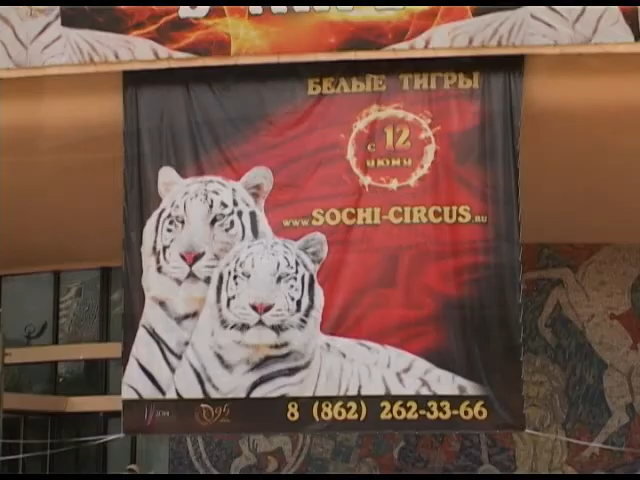 БЕЛЫЕ ТИГРЫ
с 12
июня
www.SOCHI-CIRCUS.RU
8 (862) 262-33-66